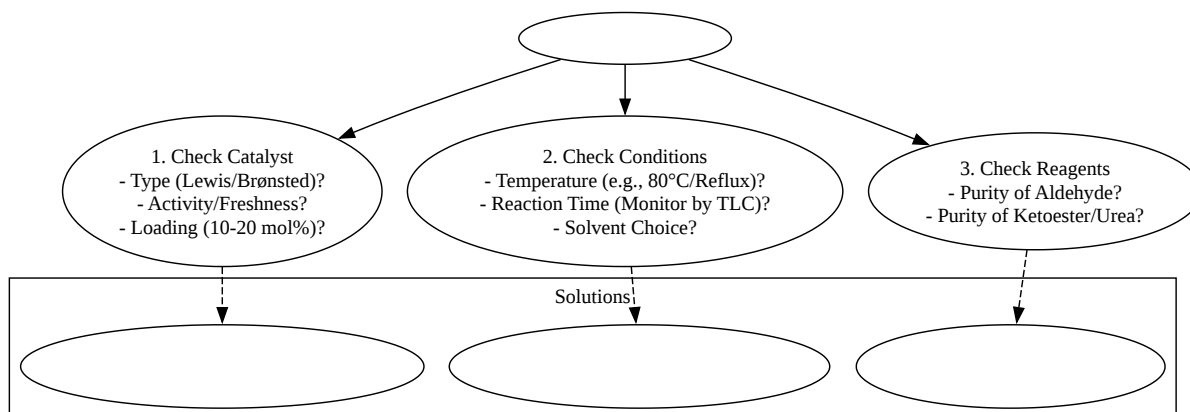 1. Check Catalyst
- Type (Lewis/Brønsted)?
- Activity/Freshness?
- Loading (10-20 mol%)?
2. Check Conditions
- Temperature (e.g., 80°C/Reflux)?
- Reaction Time (Monitor by TLC)?
- Solvent Choice?
3. Check Reagents
- Purity of Aldehyde?
- Purity of Ketoester/Urea?
Solutions